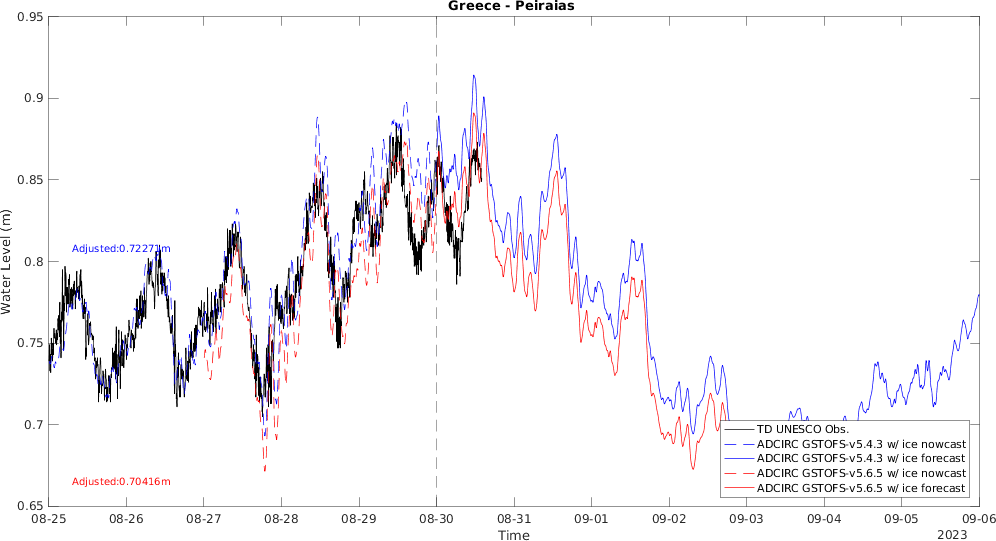 Greece - Peiraias
0.95
0.9
0.85
0.8
0.75
0.7
0.65
Water Level (m)
Adjusted:0.72271m
Adjusted:0.70416m
TD UNESCO Obs.
ADCIRC GSTOFS-v5.4.3 w/ ice nowcast
ADCIRC GSTOFS-v5.4.3 w/ ice forecast
ADCIRC GSTOFS-v5.6.5 w/ ice nowcast
ADCIRC GSTOFS-v5.6.5 w/ ice forecast
08-25 08-26 08-27 08-28 08-29 08-30 08-31 09-01 09-02 09-03 09-04 09-05 09-06
Time
2023